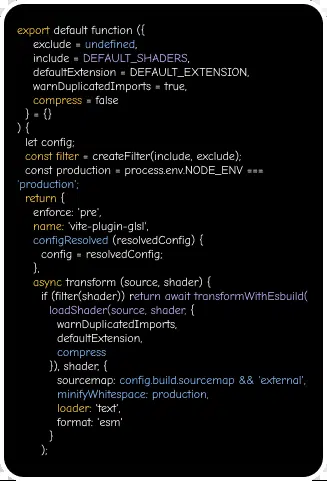 export default function ({
exclude = undefined,
include = DEFAULT_SHADERS,
defaultExtension = DEFAULT_EXTENSION,
warnDuplicatedImports = true,
compress = false
} = {}
) {
let config;
const filter = createFilter(include, exclude);
const production = process.env.NODE_ENV ===
'production';
return {
enforce: 'pre',
name: 'vite-plugin-glsl',
configResolved (resolvedConfig) {
config = resolvedConfig;
},
async transform (source, shader) {
if (filter(shader)) return await transformWithEsbuild(
loadShader(source, shader, {
warnDuplicatedImports,
defaultExtension,
compress
}), shader, {
sourcemap: config.build.sourcemap && 'external',
minifyWhitespace: production,
loader: 'text',
format: 'esm'
}
);